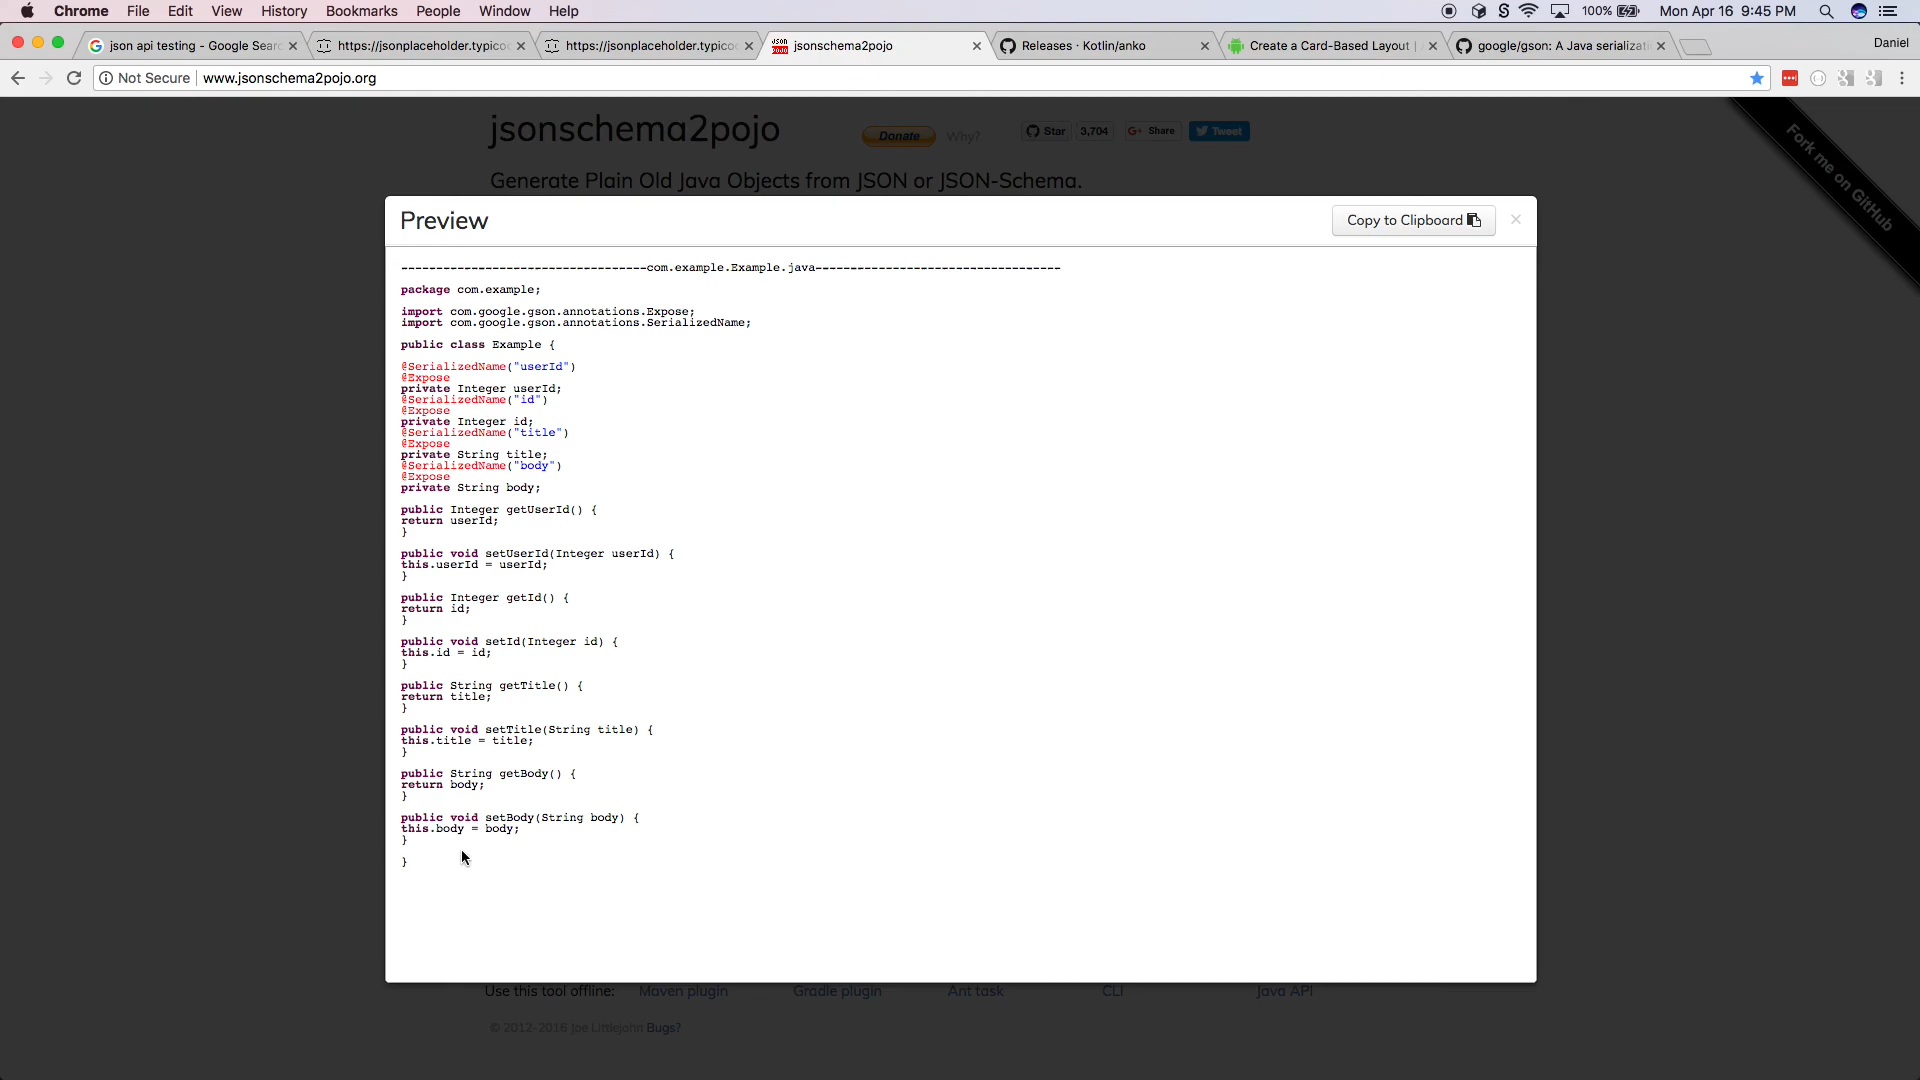 Chrome File Edit View History Bookmarks People Window Help 100% Mon Apr 16 9:45 PM
json api testing - Google Sear https://jsonplaceholder.typico https://jsonplaceholder.typico jsonschema2pojo Releases · Kotlin/anko Create a Card-Based Layout | google/gson: A Java serializati Daniel
Not Secure www.jsonschema2pojo.org
jsonschema2pojo Donate Why? Star 3,704 Share Tweet
Fork me on GitHub
Generate Plain Old Java Objects from JSON or JSON-Schema.
Preview Copy to Clipboard
-----------------------------------com.example.Example.java-----------------------------------
package com.example;
import com.google.gson.annotations.Expose;
import com.google.gson.annotations.SerializedName;
public class Example {
@SerializedName("userId")
@Expose
private Integer userId;
@SerializedName("id")
@Expose
private Integer id;
@SerializedName("title")
@Expose
private String title;
@SerializedName("body")
@Expose
private String body;
public Integer getUserId() {
return userId;
}
public void setUserId(Integer userId) {
this.userId = userId;
}
public Integer getId() {
return id;
}
public void setId(Integer id) {
this.id = id;
}
public String getTitle() {
return title;
}
public void setTitle(String title) {
this.title = title;
}
public String getBody() {
return body;
}
public void setBody(String body) {
this.body = body;
}
}
Use this tool offline: Maven plugin Gradle plugin Ant task CLI Java API
© 2012-2016 Joe Littlejohn Bugs?